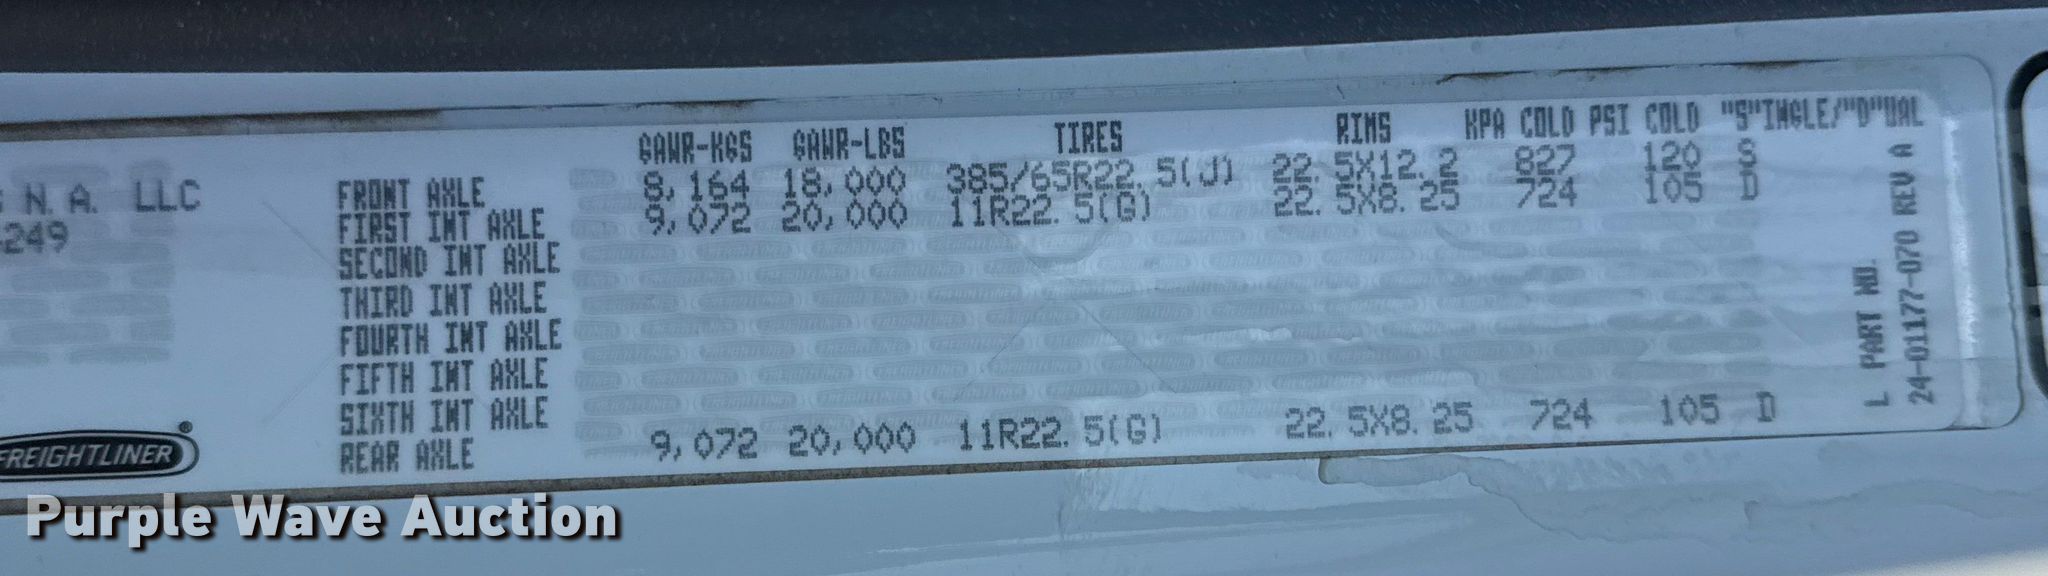 GAWR-KGS GAWR-LBS TIRES RIMS KPA COLD PSI COLD "S"INGLE/"D"UAL
FRONT AXLE 8,164 18,000 385/65R22.5(J) 22.5X12.2 827 120 S
FIRST INT AXLE 9,072 20,000 11R22.5(G) 22.5X8.25 724 105 D
SECOND INT AXLE
THIRD INT AXLE
FOURTH INT AXLE
FIFTH INT AXLE
SIXTH INT AXLE
REAR AXLE 9,072 20,000 11R22.5(G) 22.5X8.25 724 105 D
N.A. LLC
249
FREIGHTLINER®
L PART NO.
24-01177-070 REV A
Purple Wave Auction